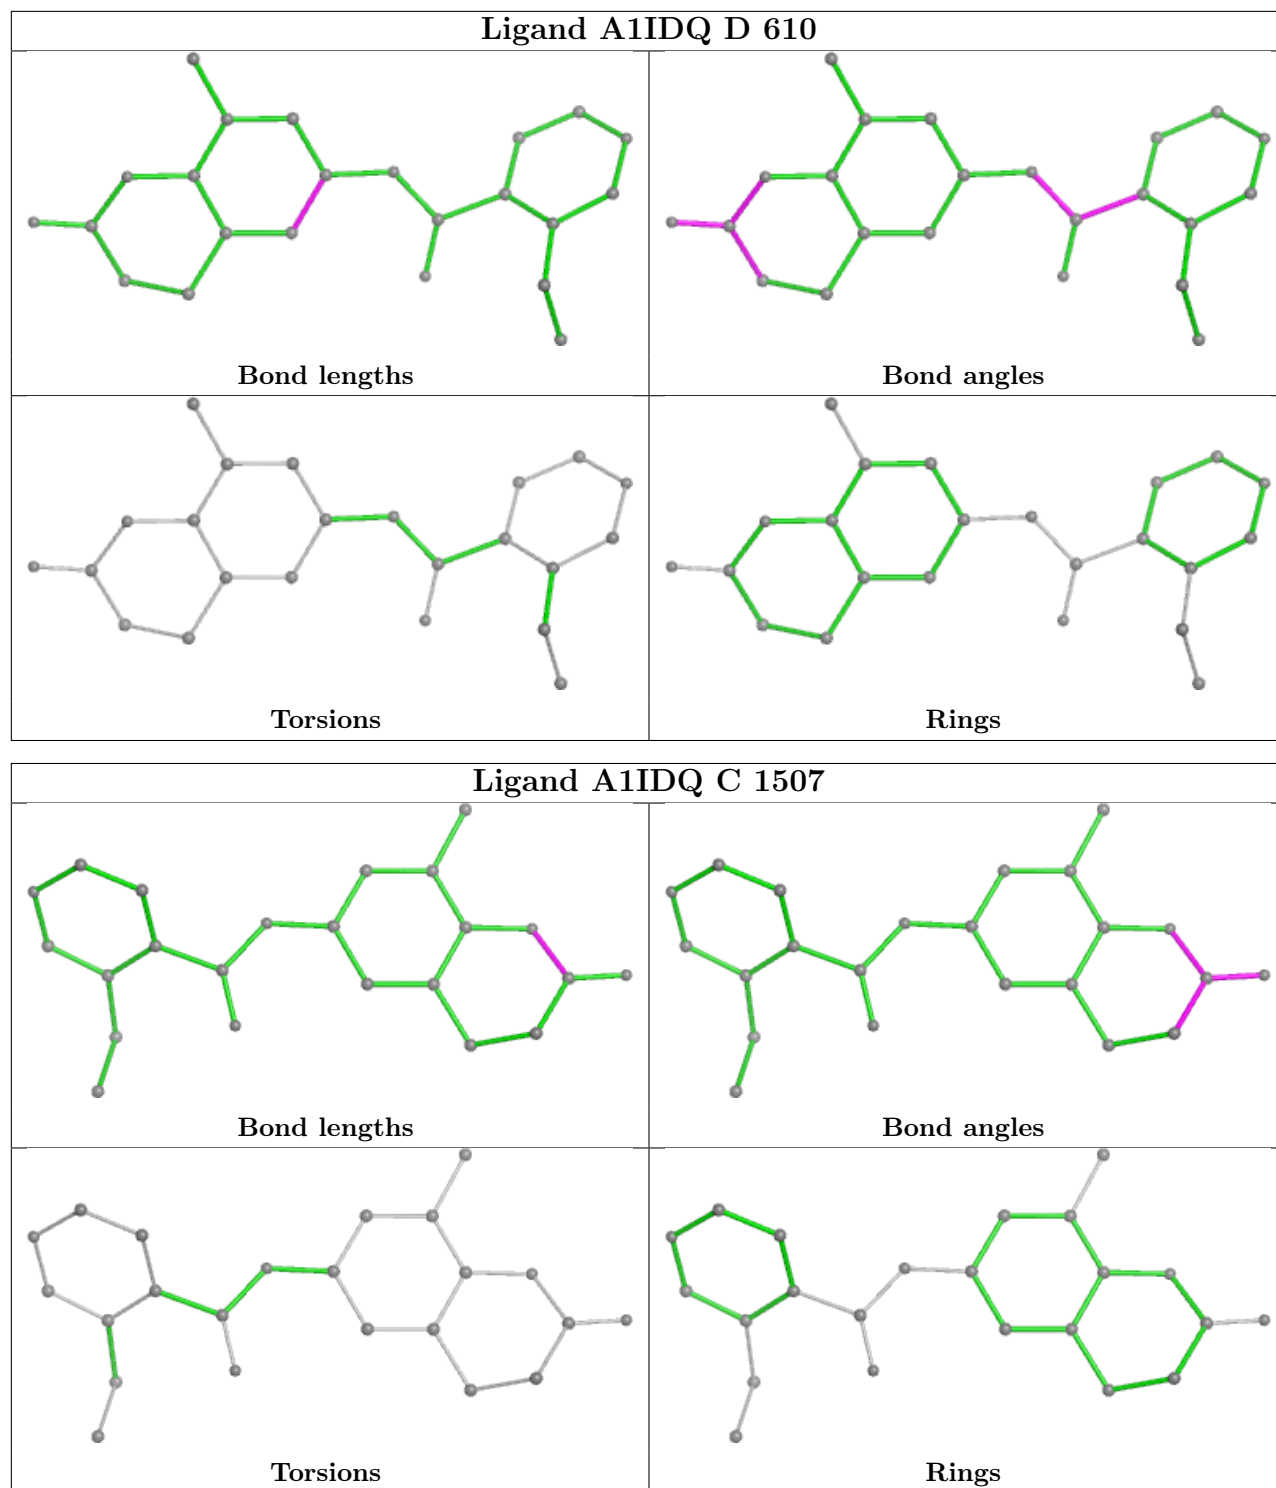 Ligand A1IDQ D 610
Bond lengths
Bond angles
Torsions
Rings
Ligand A1IDQ C 1507
Bond lengths
Bond angles
Torsions
Rings